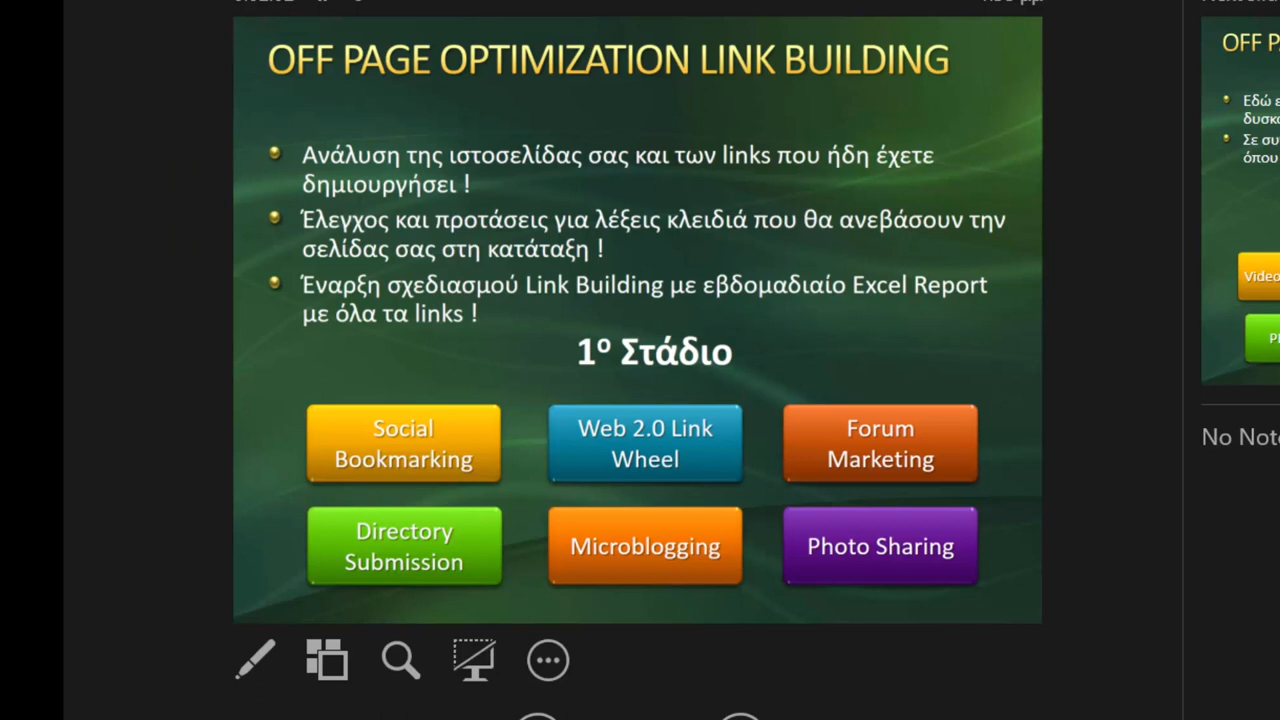 OFF PAGE OPTIMIZATION LINK BUILDING
Ανάλυση της ιστοσελίδας σας και των links που ήδη έχετε
δημιουργήσει !
Έλεγχος και προτάσεις για λέξεις κλειδιά που θα ανεβάσουν την
σελίδας σας στη κατάταξη !
Έναρξη σχεδιασμού Link Building με εβδομαδιαίο Excel Report
με όλα τα links !
1ο Στάδιο
Social
Bookmarking
Web 2.0 Link
Wheel
Forum
Marketing
Directory
Submission
Microblogging
Photo Sharing
OFF
Εδώ
Σε
όπου
Video
No